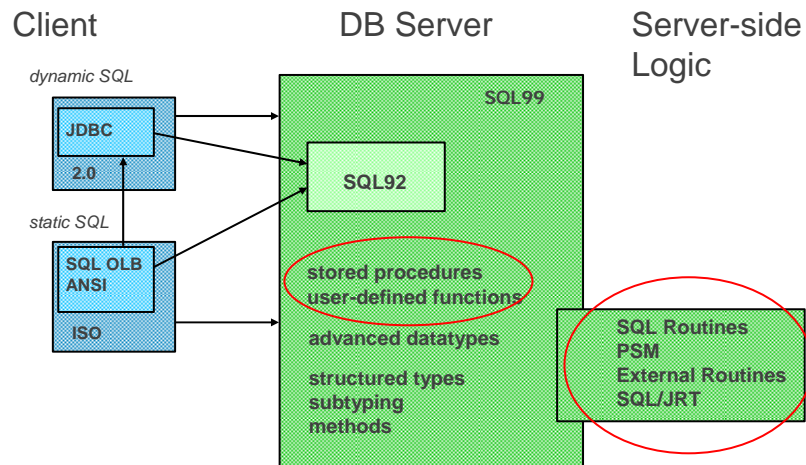 Client
DB Server
Server-side
Logic
dynamic SQL
JDBC
2.0
static SQL
SQL OLB
ANSI
ISO
SQL99
SQL92
stored procedures
user-defined functions
advanced datatypes
structured types
subtyping
methods
SQL Routines
PSM
External Routines
SQL/JRT